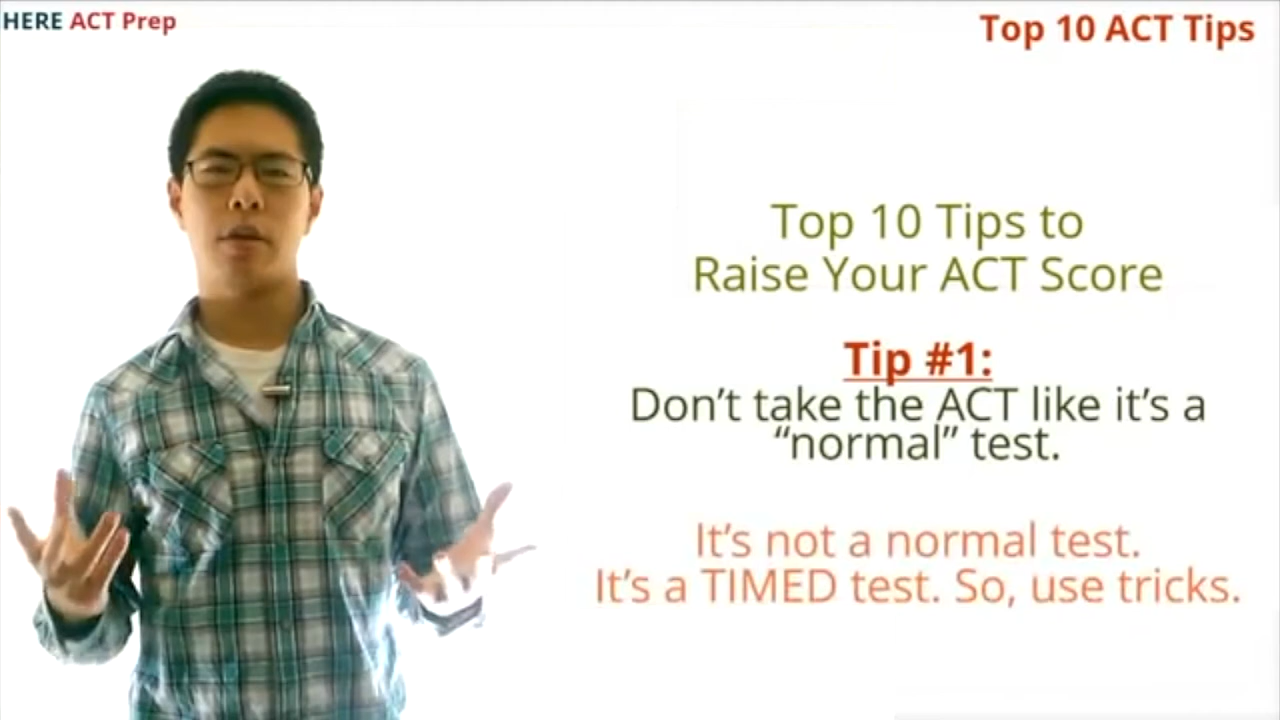 HERE ACT Prep
Top 10 ACT Tips
Top 10 Tips to
Raise Your ACT Score
Tip #1:
Don’t take the ACT like it’s a
“normal” test.
It’s not a normal test.
It’s a TIMED test. So, use tricks.